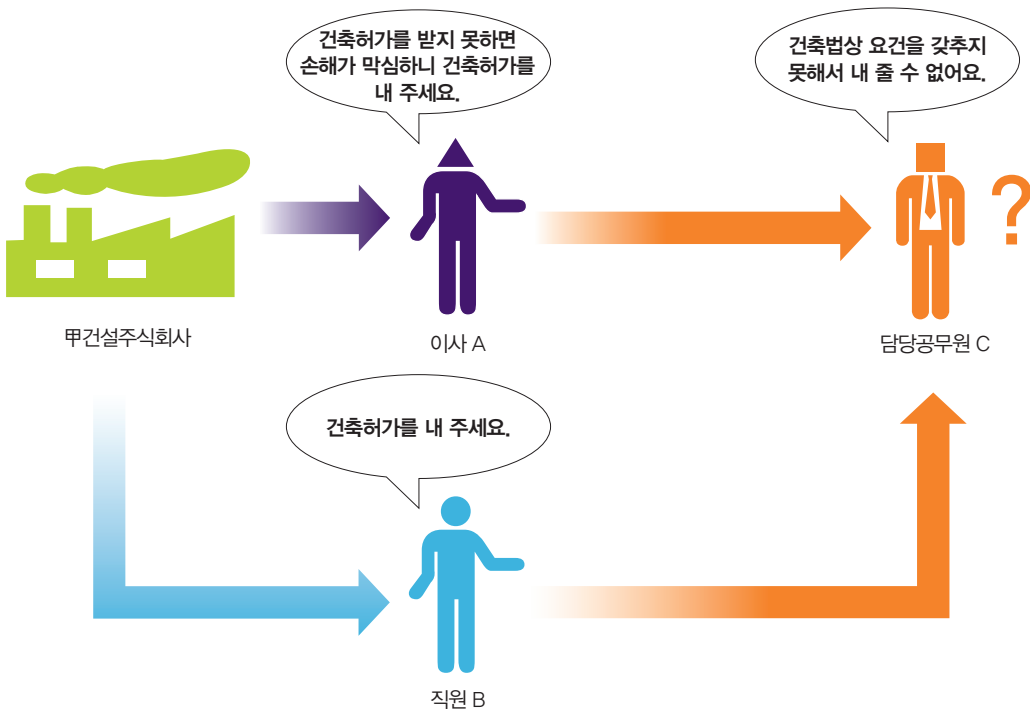 건축허가를 받지 못하면
손해가 막심하니 건축허가를
내 주세요.
건축법상 요건을 갖추지
못해서 내 줄 수 없어요.
甲건설주식회사
이사 A
담당공무원 C
건축허가를 내 주세요.
직원 B
?